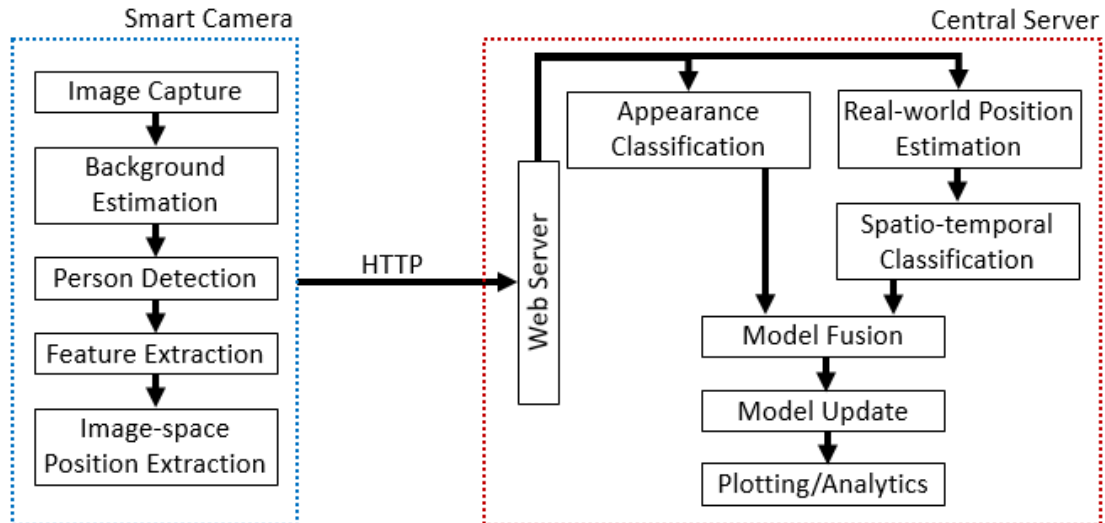 Smart Camera
Image Capture
Background
Estimation
Person Detection
Feature Extraction
Image-space
Position Extraction
HTTP
Central Server
Web Server
Appearance
Classification
Real-world Position
Estimation
Spatio-temporal
Classification
Model Fusion
Model Update
Plotting/Analytics